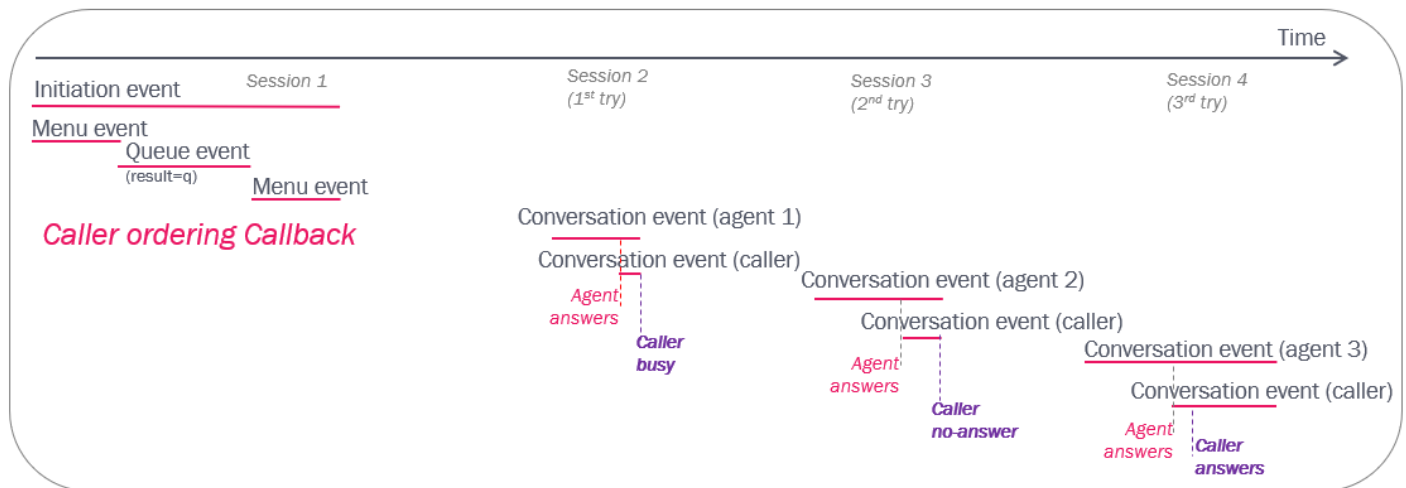 Time
Initiation event
Session 1
Session 2
(1st try)
Session 3
(2nd try)
Session 4
(3rd try)
Menu event
Queue event
(result=q)
Menu event
Caller ordering Callback
Conversation event (agent 1)
Conversation event (caller)
Agent
answers
Caller
busy
Conversation event (agent 2)
Conversation event (caller)
Agent
answers
Caller
no-answer
Conversation event (agent 3)
Conversation event (caller)
Agent
answers
Caller
answers